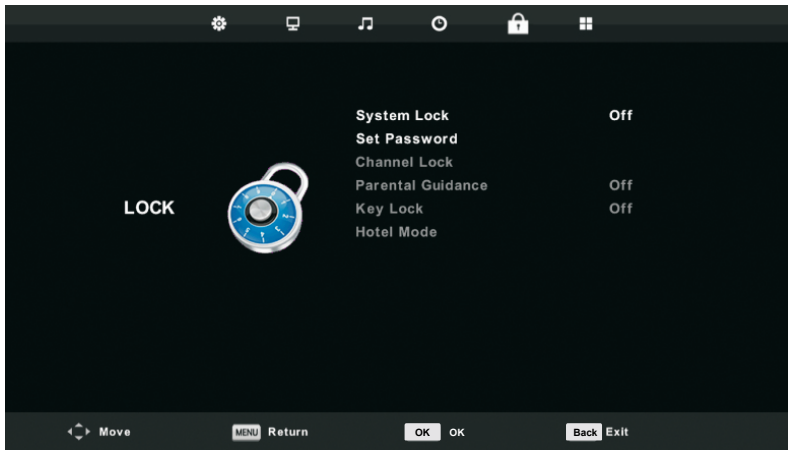 System Lock Off
Set Password
Channel Lock
Parental Guidance Off
LOCK
Key Lock Off
Hotel Mode
Move MENU Return OK OK Back Exit